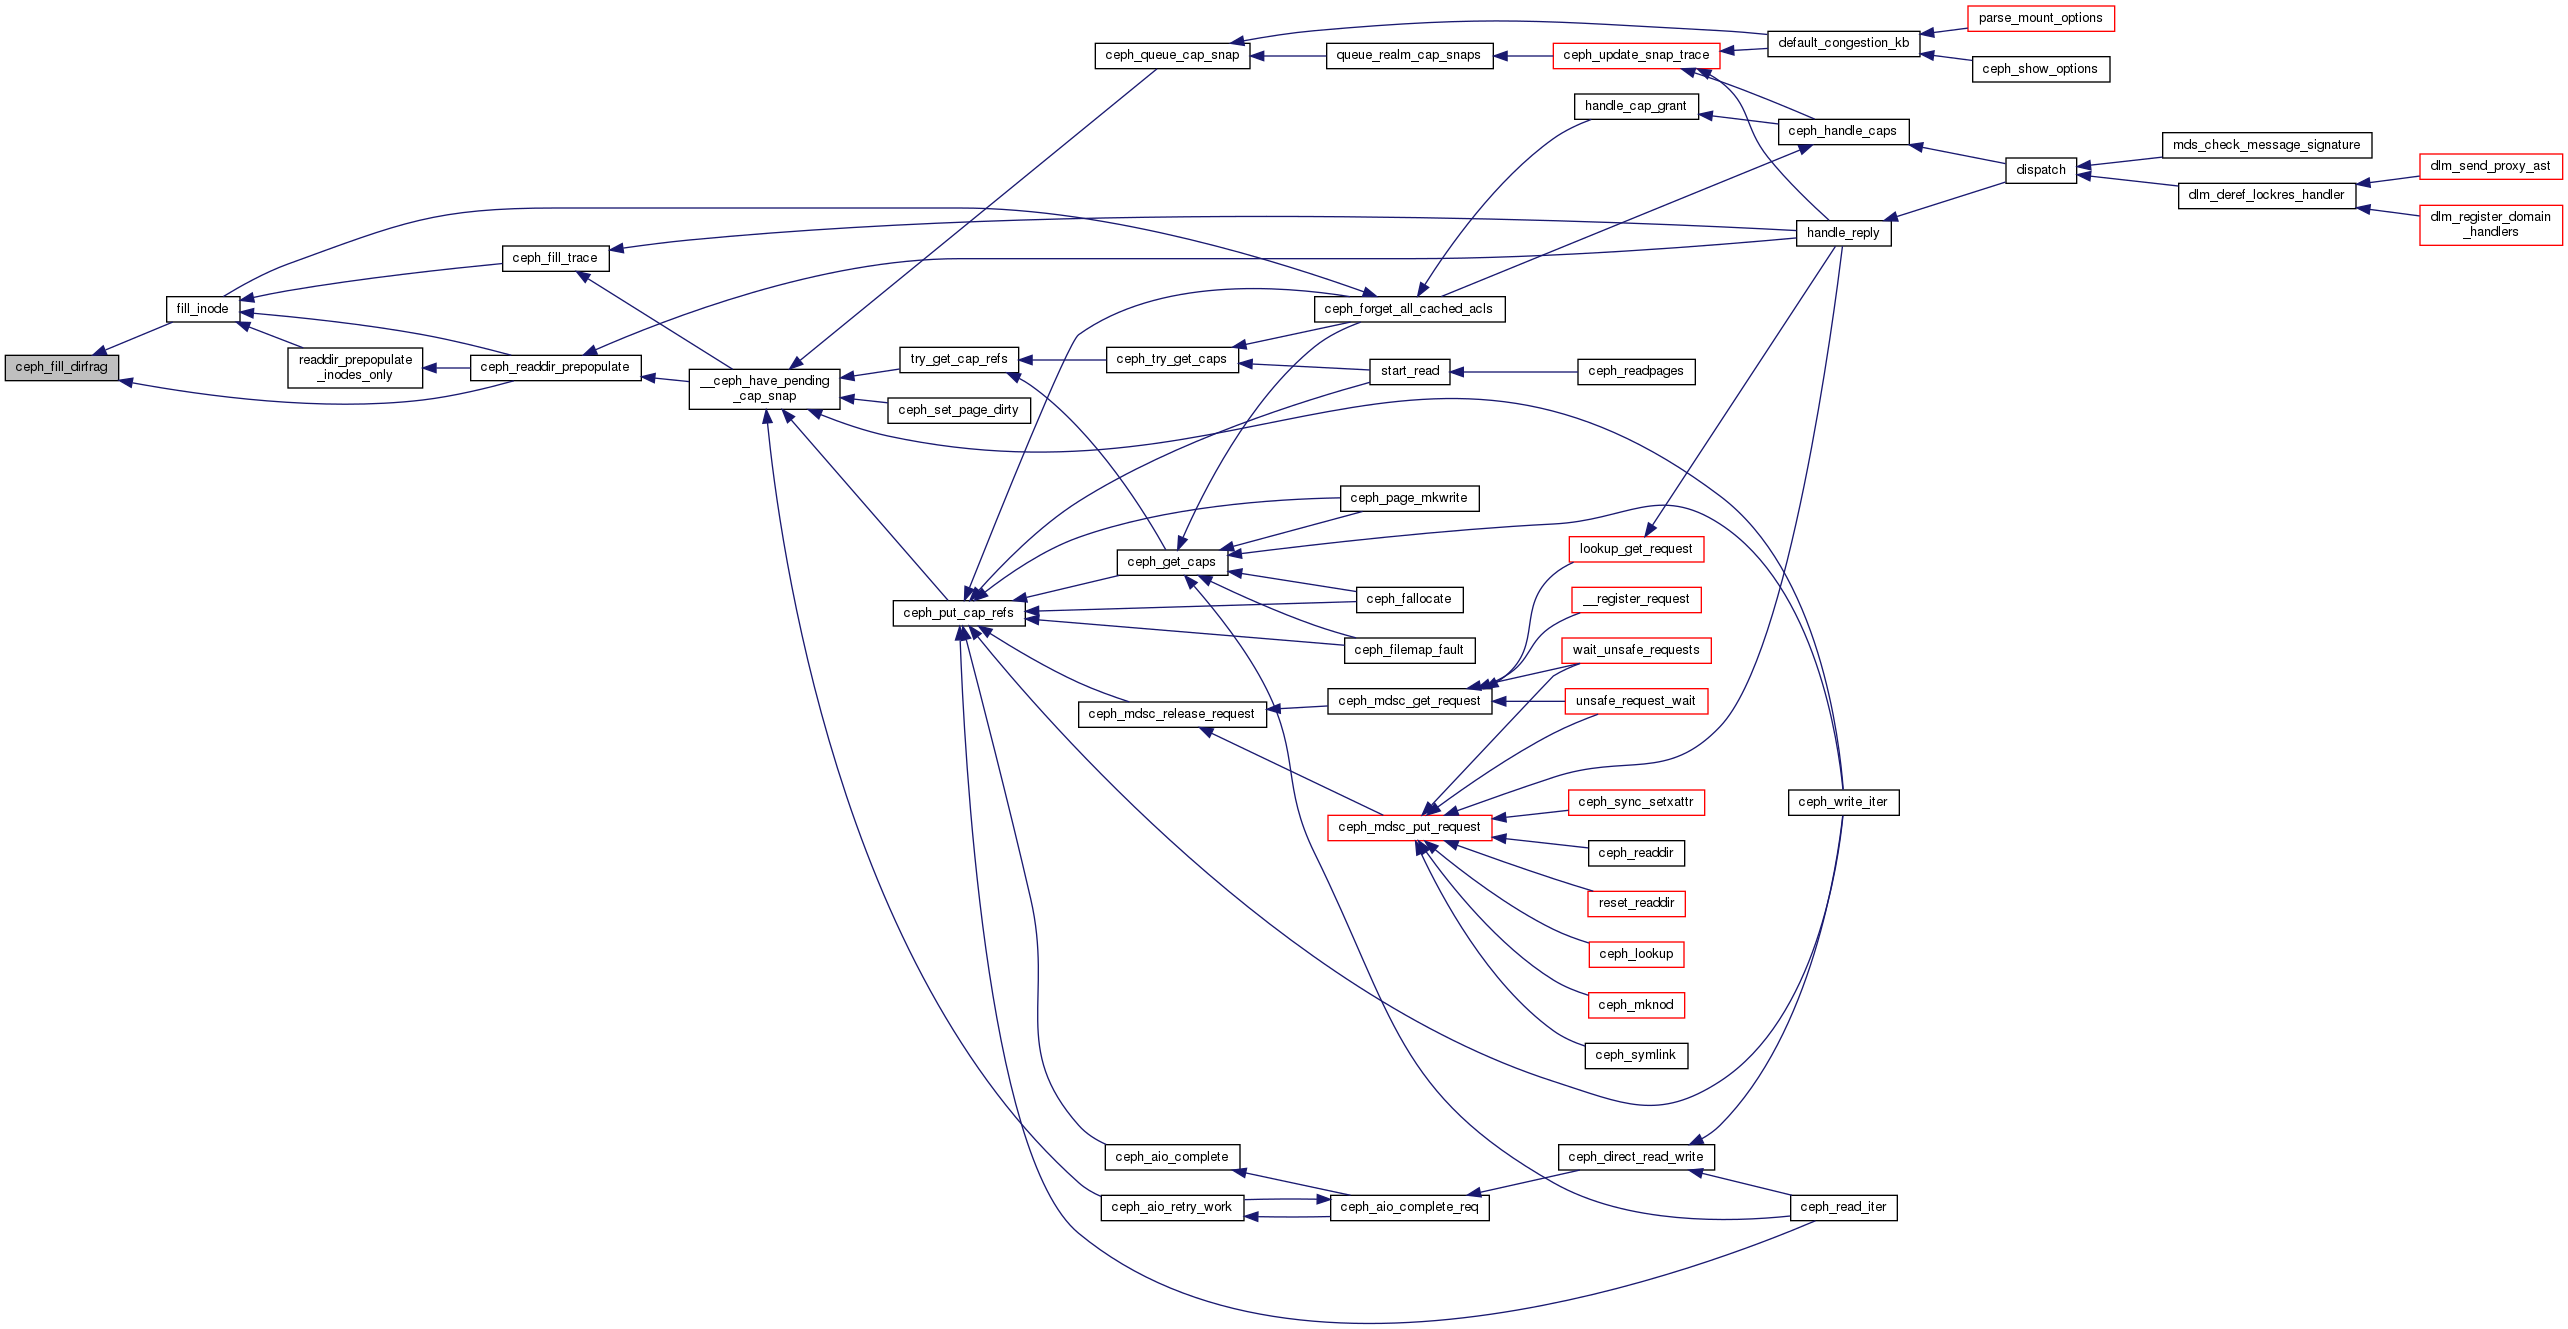 parse_mount_options
ceph_queue_cap_snap
queue_realm_cap_snaps
ceph_update_snap_trace
default_congestion_kb
ceph_show_options
handle_cap_grant
ceph_handle_caps
mds_check_message_signature
dispatch
dlm_send_proxy_ast
dlm_deref_lockres_handler
dlm_register_domain
_handlers
handle_reply
ceph_fill_trace
fill_inode
ceph_forget_all_cached_acls
ceph_fill_dirfrag
readdir_prepopulate
_inodes_only
ceph_readdir_prepopulate
__ceph_have_pending
_cap_snap
try_get_cap_refs
ceph_try_get_caps
start_read
ceph_readpages
ceph_set_page_dirty
ceph_page_mkwrite
lookup_get_request
ceph_get_caps
ceph_fallocate
__register_request
ceph_put_cap_refs
ceph_filemap_fault
wait_unsafe_requests
ceph_mdsc_get_request
unsafe_request_wait
ceph_mdsc_release_request
ceph_sync_setxattr
ceph_write_iter
ceph_mdsc_put_request
ceph_readdir
reset_readdir
ceph_lookup
ceph_mknod
ceph_symlink
ceph_aio_complete
ceph_direct_read_write
ceph_aio_retry_work
ceph_aio_complete_req
ceph_read_iter